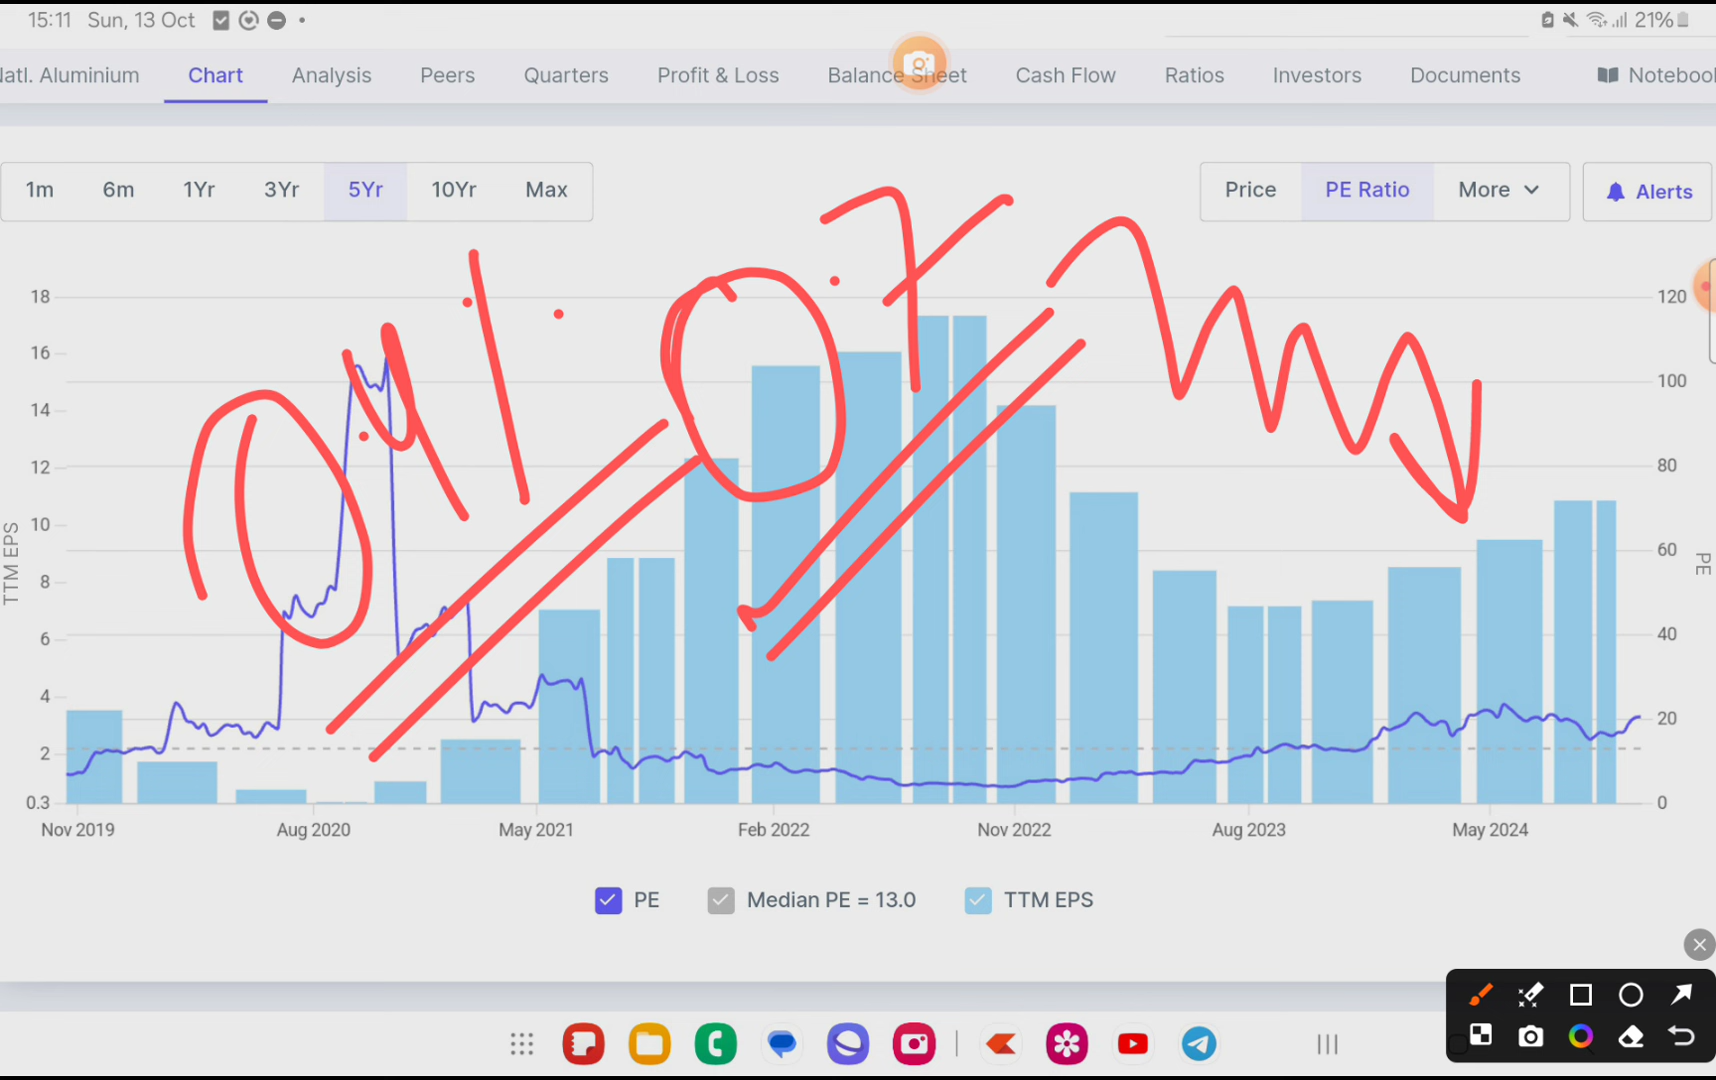 15:11 Sun, 13 Oct 21%
Natl. Aluminium Chart Analysis Peers Quarters Profit & Loss Balance Sheet Cash Flow Ratios Investors Documents Notebook
1m 6m 1Yr 3Yr 5Yr 10Yr Max Price PE Ratio More Alerts
18 120
16
14 100
12 80
10
8 60
6 40
4
2 20
0.3 0
TTM EPS
PE
Nov 2019 Aug 2020 May 2021 Feb 2022 Nov 2022 Aug 2023 May 2024
PE Median PE = 13.0 TTM EPS